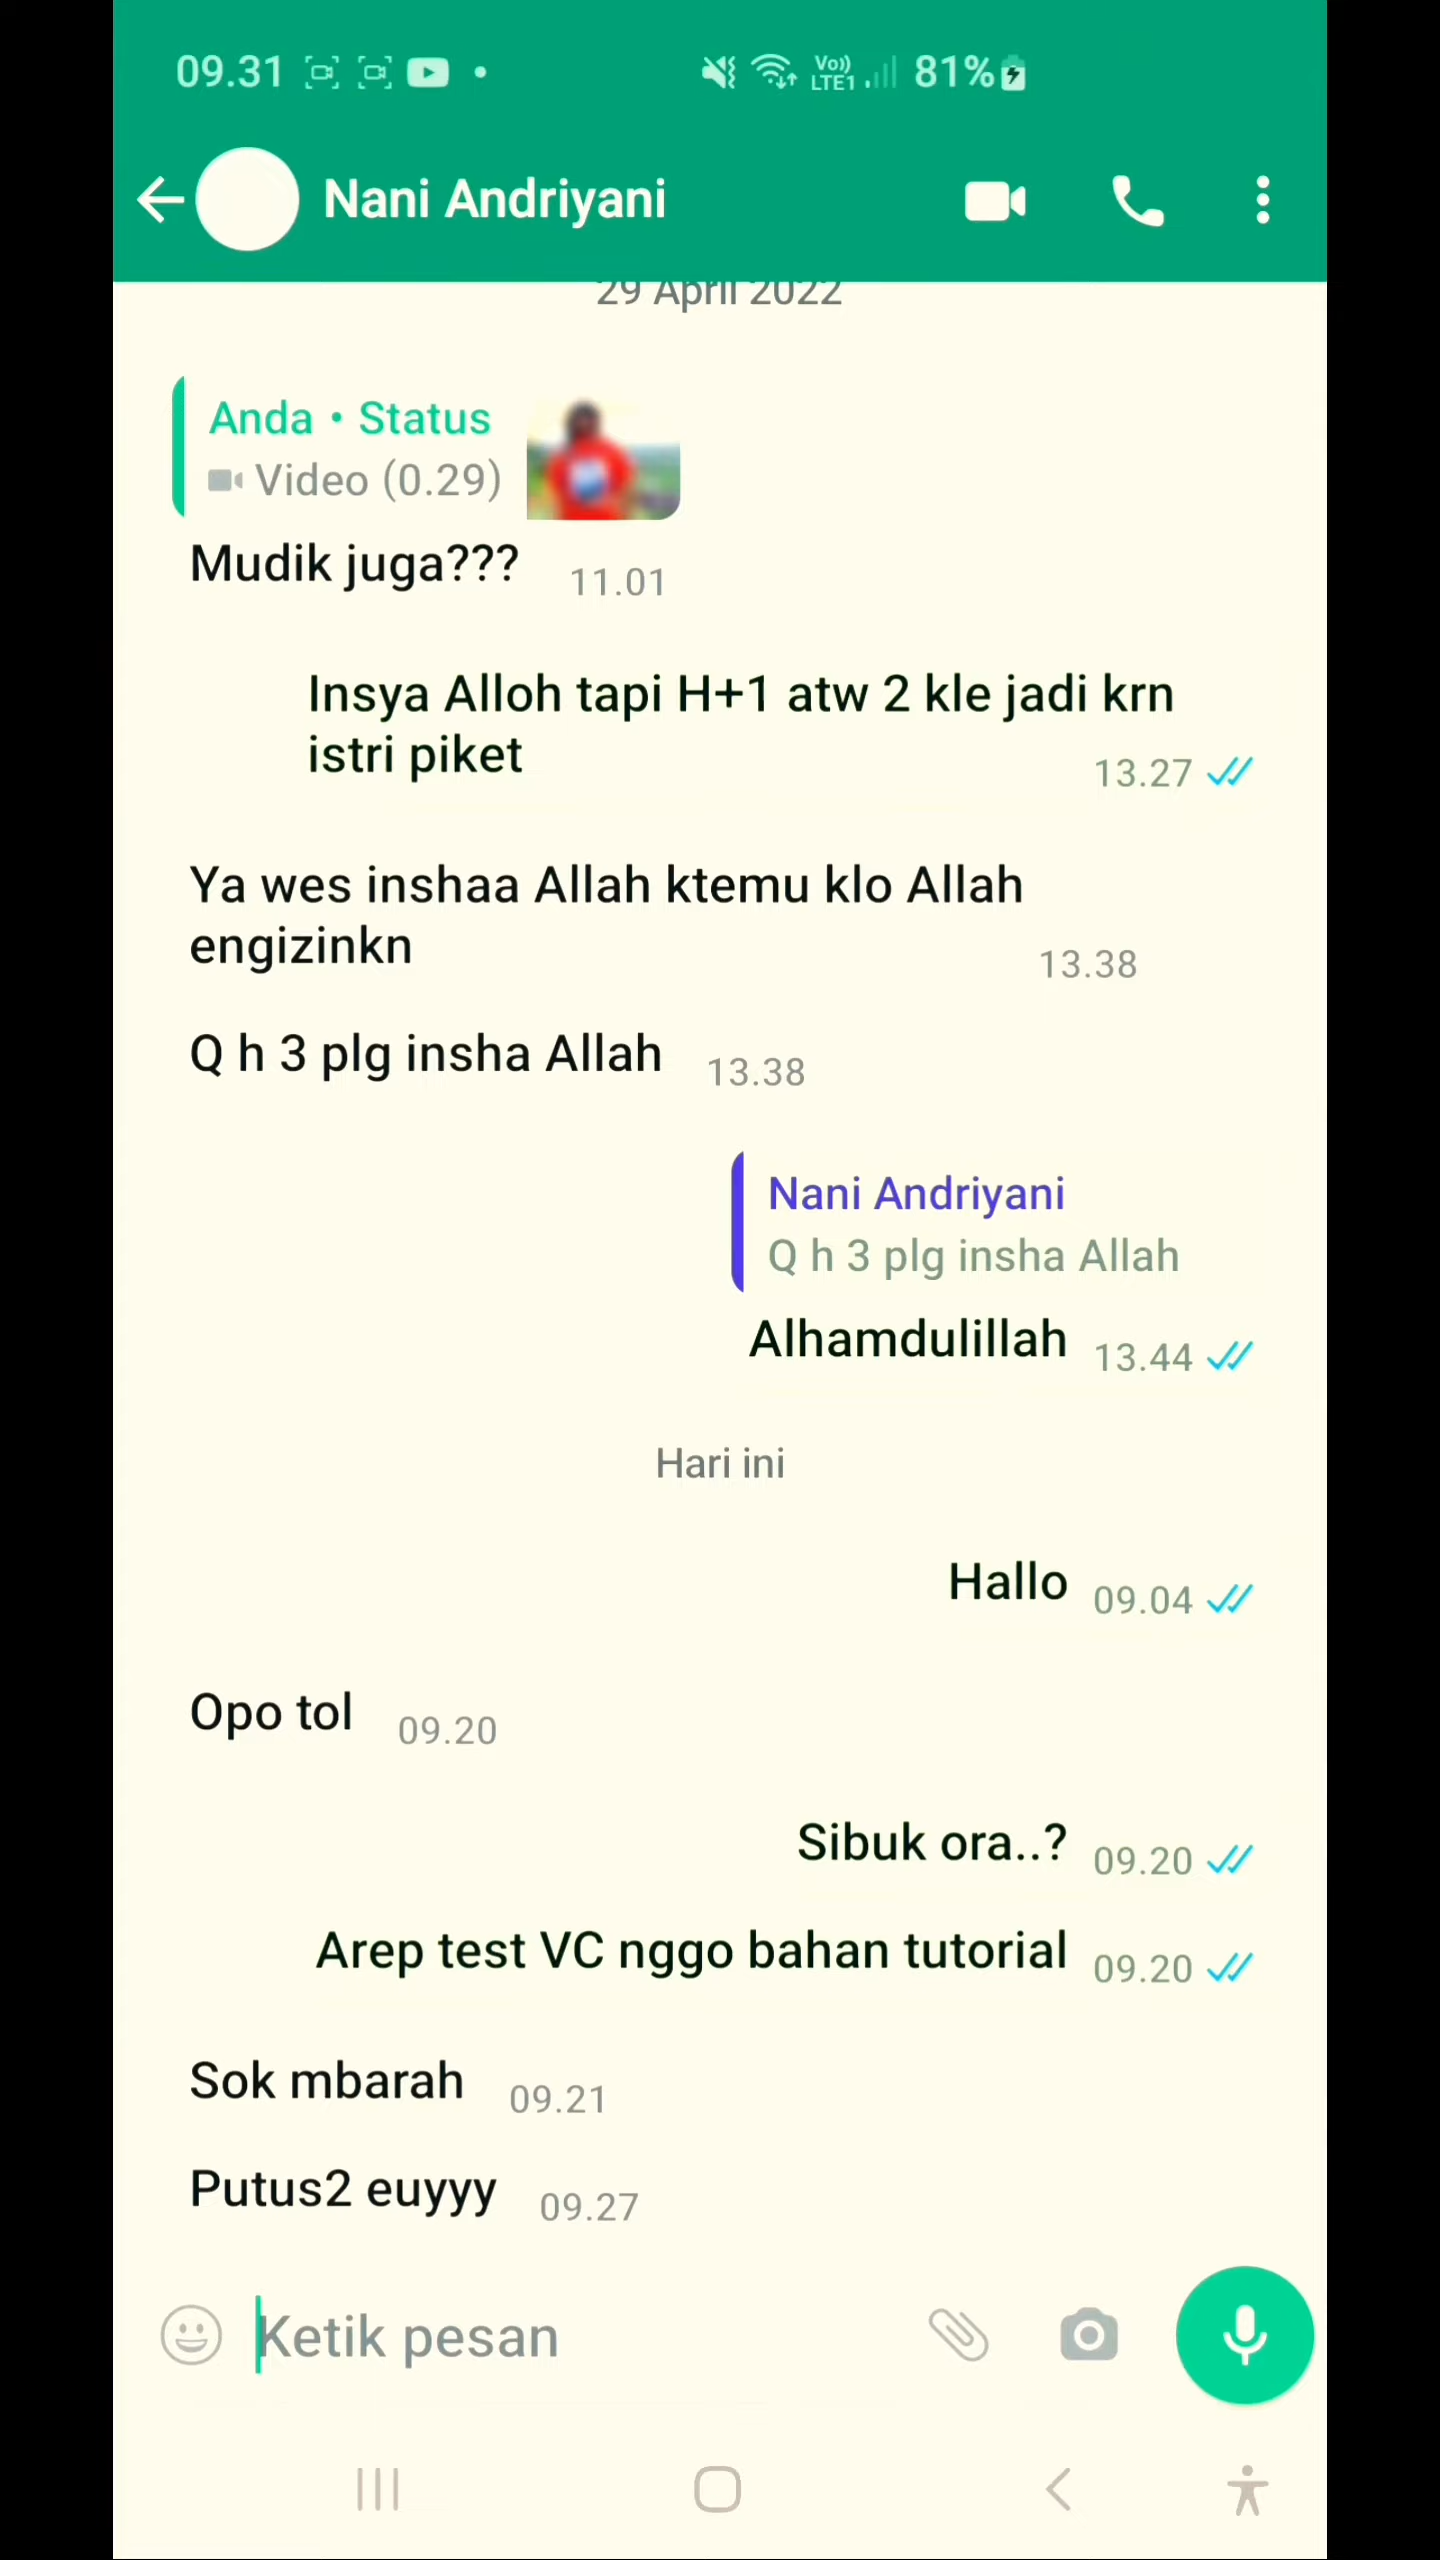 09.31
Vo))
LTE1
81%
Nani Andriyani
29 April 2022
Anda • Status
Video (0.29)
Mudik juga???
11.01
Insya Alloh tapi H+1 atw 2 kle jadi krn
istri piket
13.27
Ya wes inshaa Allah ktemu klo Allah
engizinkn
13.38
Q h 3 plg insha Allah
13.38
Nani Andriyani
Q h 3 plg insha Allah
Alhamdulillah
13.44
Hari ini
Hallo
09.04
Opo tol
09.20
Sibuk ora..?
09.20
Arep test VC nggo bahan tutorial
09.20
Sok mbarah
09.21
Putus2 euyyy
09.27
Ketik pesan